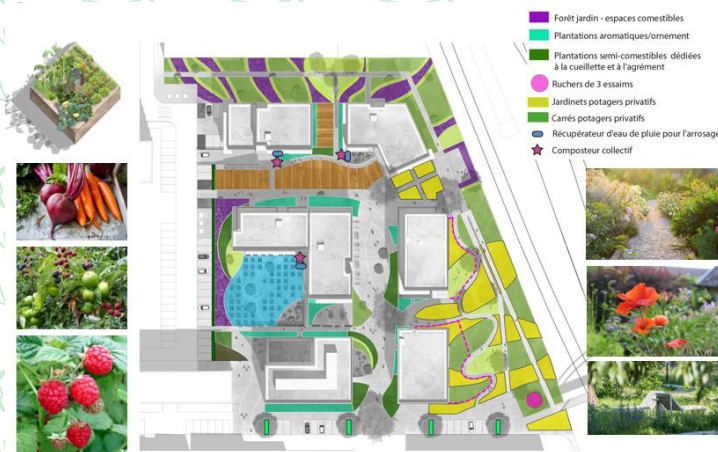 Forêt jardin - espaces comestibles
Plantations aromatiques/ornement
Plantations semi-comestibles dédiées
à la cueillette et à l'agrément
Ruchers de 3 essaims
Jardinets potagers privatifs
Carrés potagers privatifs
Récupérateur d'eau de pluie pour l'arrosage
Composteur collectif